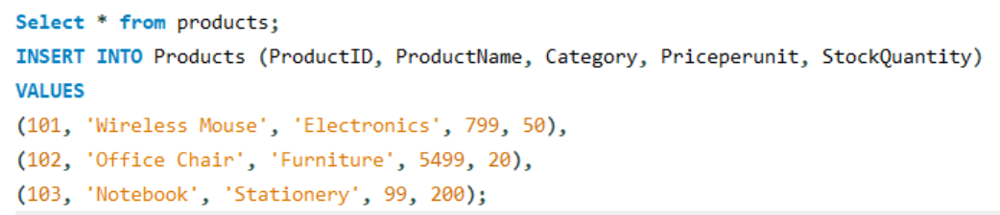 Select * from products;
INSERT INTO Products (ProductID, ProductName, Category, Priceperunit, StockQuantity)
VALUES
(101, 'Wireless Mouse', 'Electronics', 799, 50),
(102, 'Office Chair', 'Furniture', 5499, 20),
(103, 'Notebook', 'Stationery', 99, 200);